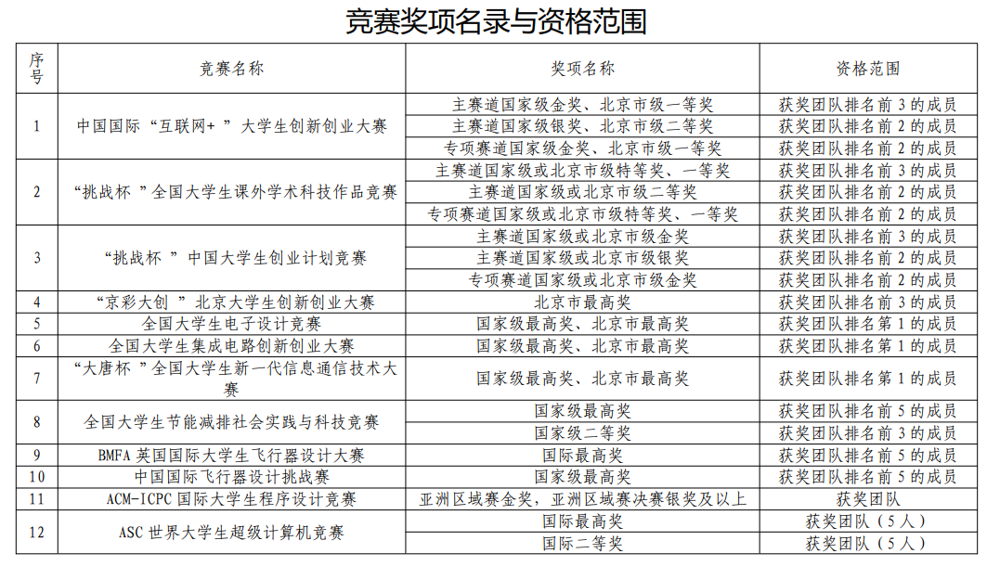 竞赛奖项名录与资格范围
序号 竞赛名称 奖项名称 资格范围
1 中国国际“互联网+ ”大学生创新创业大赛 主赛道国家级金奖、北京市级一等奖 获奖团队排名前 3 的成员
主赛道国家级银奖、北京市级二等奖 获奖团队排名前 2 的成员
专项赛道国家级金奖、北京市级一等奖 获奖团队排名前 2 的成员
2 “挑战杯 ”全国大学生课外学术科技作品竞赛 主赛道国家级或北京市级特等奖、一等奖 获奖团队排名前 3 的成员
主赛道国家级或北京市级二等奖 获奖团队排名前 2 的成员
专项赛道国家级或北京市级特等奖、一等奖 获奖团队排名前 2 的成员
3 “挑战杯 ” 中国大学生创业计划竞赛 主赛道国家级或北京市级金奖 获奖团队排名前 3 的成员
主赛道国家级或北京市级银奖 获奖团队排名前 2 的成员
专项赛道国家级或北京市级金奖 获奖团队排名前 2 的成员
4 “京彩大创 ” 北京大学生创新创业大赛 北京市最高奖 获奖团队排名前 3 的成员
5 全国大学生电子设计竞赛 国家级最高奖、北京市最高奖 获奖团队排名第 1 的成员
6 全国大学生集成电路创新创业大赛 国家级最高奖、北京市最高奖 获奖团队排名第 1 的成员
7 “大唐杯 ”全国大学生新一代信息通信技术大赛 国家级最高奖、北京市最高奖 获奖团队排名第 1 的成员
8 全国大学生节能减排社会实践与科技竞赛 国家级最高奖 获奖团队排名前 5 的成员
国家级二等奖 获奖团队排名前 3 的成员
9 BMFA 英国国际大学生飞行器设计大赛 国际最高奖 获奖团队排名前 5 的成员
10 中国国际飞行器设计挑战赛 国家级最高奖 获奖团队排名前 5 的成员
11 ACM-ICPC 国际大学生程序设计竞赛 亚洲区域赛金奖，亚洲区域赛决赛银奖及以上 获奖团队
12 ASC 世界大学生超级计算机竞赛 国际最高奖 获奖团队（5 人）
国际二等奖 获奖团队（5 人）